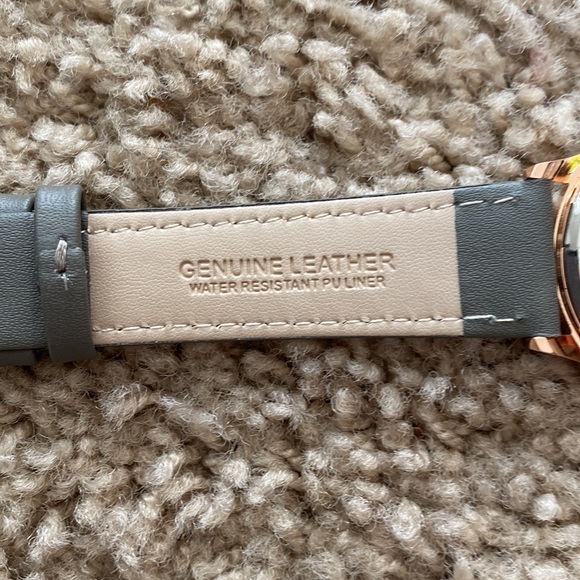 GENUINE LEATHER
WATER RESISTANT PU LINER